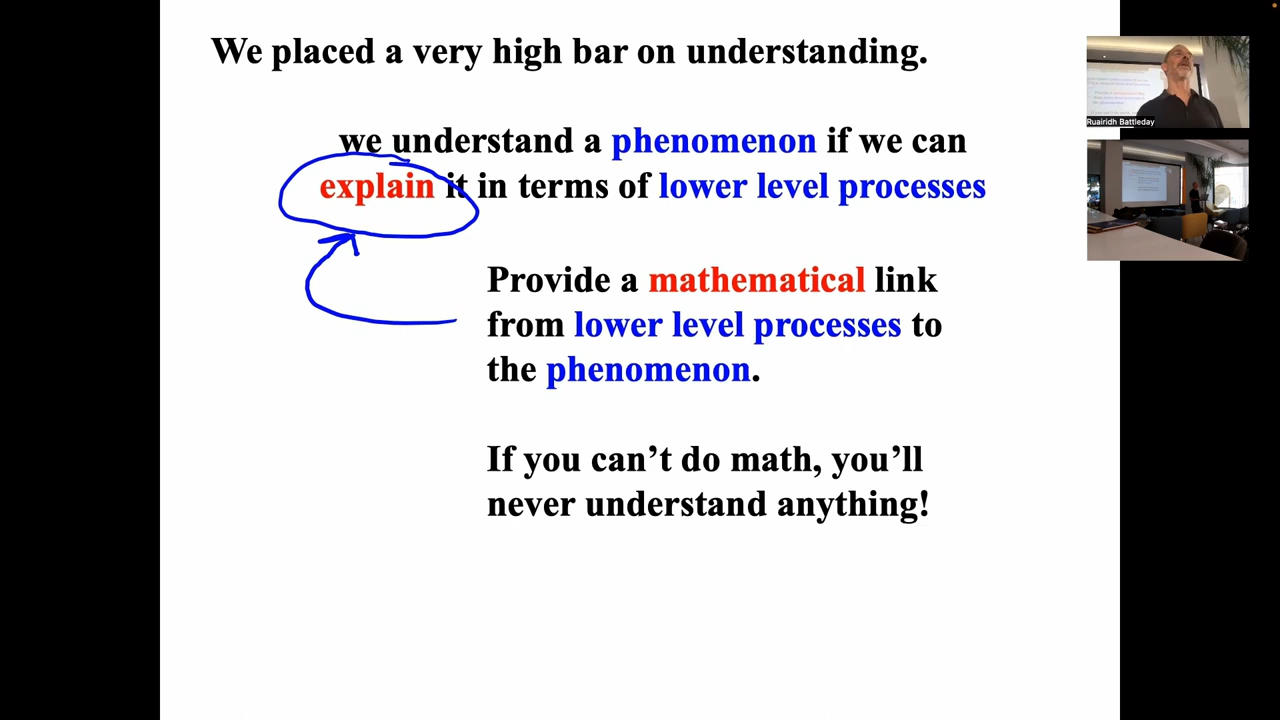 We placed a very high bar on understanding.
we understand a phenomenon if we can
explain it in terms of lower level processes
Provide a mathematical link
from lower level processes to
the phenomenon.
If you can’t do math, you’ll
never understand anything!
Ruairidh Battleday